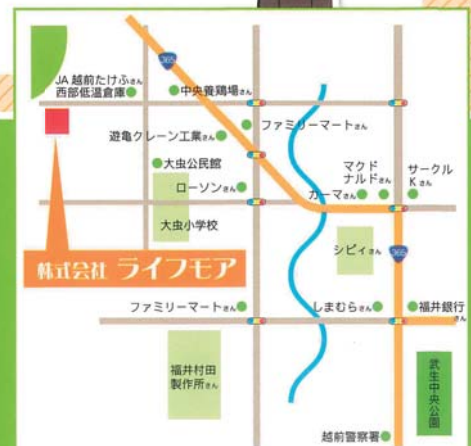 365
JA 越前たけふさん
西部低温倉庫
中央養鶏場さん
ファミリーマートさん
遊亀クレーン工業さん
大虫公民館
ローソンさん
大虫小学校
マクド
ナルドさん
サークル
Kさん
カーマさん
シピィさん
365
株式会社 ライフモア
ファミリーマートさん
しまむらさん
福井銀行
さん
福井村田
製作所さん
武生中央公園
越前警察署